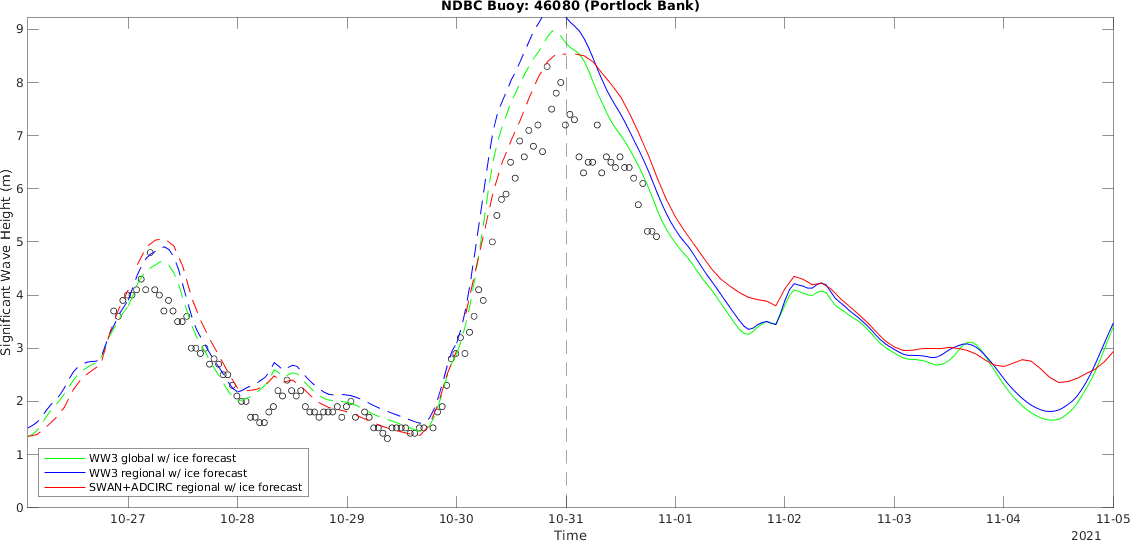 NDBC Buoy: 46080 (Portlock Bank)
Significant Wave Height (m)
9
8
7
6
5
4
3
2
1
0
WW3 global w/ ice forecast
WW3 regional w/ ice forecast
SWAN+ADCIRC regional w/ ice forecast
10-27 10-28 10-29 10-30 10-31 11-01 11-02 11-03 11-04 11-05
Time
2021